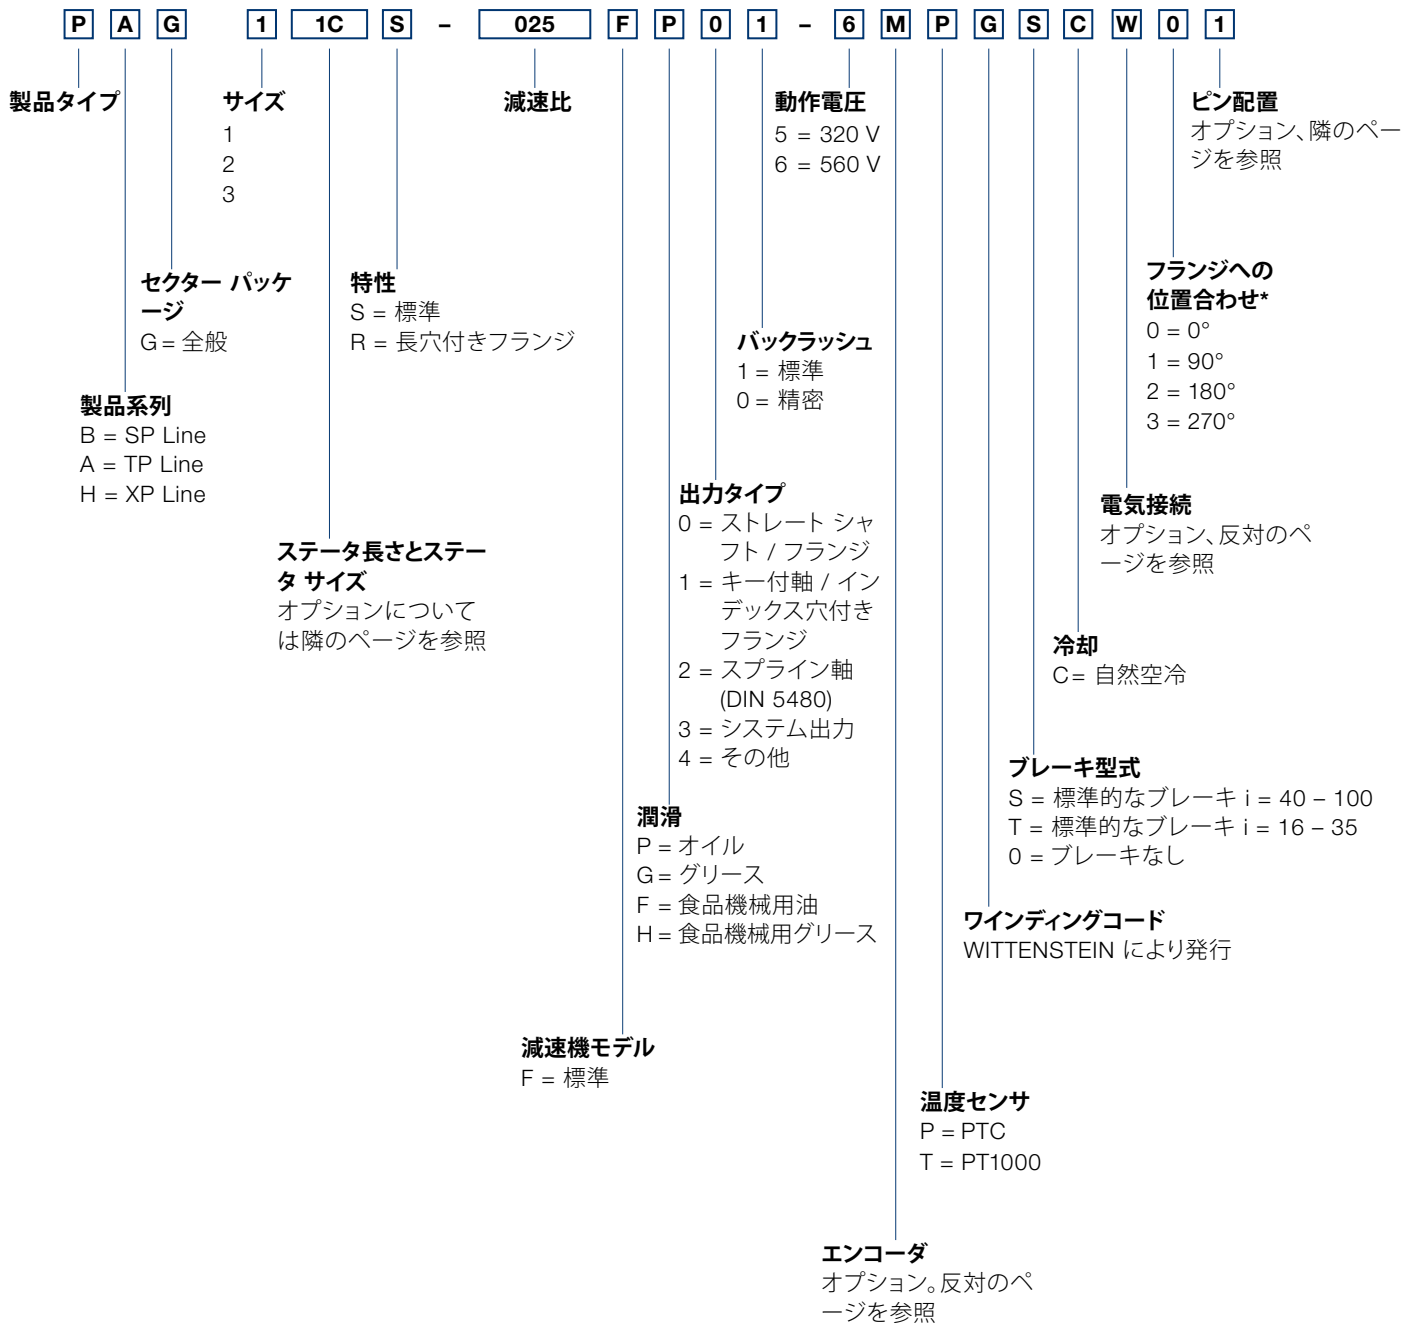 P A G 1 1C S – 025 F P 0 1 – 6 M P G S C W 0 1
製品タイプ
サイズ
1
2
3
減速比
動作電圧
5 = 320 V
6 = 560 V
ピン配置
オプション、隣のペー
ジを参照
セクター パッケ
ージ
G = 全般
特性
S = 標準
R = 長穴付きフランジ
フランジへの
位置合わせ*
0 = 0°
1 = 90°
2 = 180°
3 = 270°
バックラッシュ
1 = 標準
0 = 精密
製品系列
B = SP Line
A = TP Line
H = XP Line
出力タイプ
0 = ストレート シャ
フト / フランジ
1 = キー付軸 / イン
デックス穴付き
フランジ
2 = スプライン軸
(DIN 5480)
3 = システム出力
4 = その他
電気接続
オプション、反対のペ
ージを参照
ステータ長さとステー
タ サイズ
オプションについて
は隣のページを参照
冷却
C = 自然空冷
ブレーキ型式
S = 標準的なブレーキ i = 40 – 100
T = 標準的なブレーキ i = 16 – 35
0 = ブレーキなし
潤滑
P = オイル
G = グリース
F = 食品機械用油
H = 食品機械用グリース
ワインディングコード
WITTENSTEIN により発行
減速機モデル
F = 標準
温度センサ
P = PTC
T = PT1000
エンコーダ
オプション。反対のペ
ージを参照